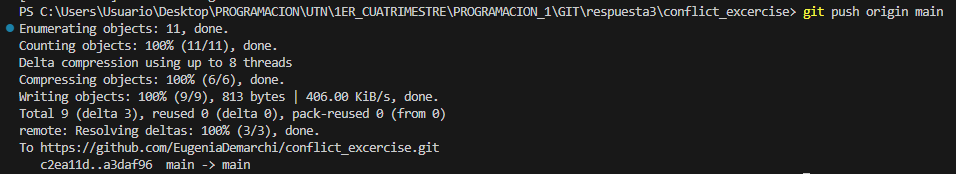 PS C:\Users\Usuario\Desktop\PROGRAMACION\UTN\1ER_CUATRIMESTRE\PROGRAMACION_1\GIT\respuesta3\conflict_excercise> git push origin main
Enumerating objects: 11, done.
Counting objects: 100% (11/11), done.
Delta compression using up to 8 threads
Compressing objects: 100% (6/6), done.
Writing objects: 100% (9/9), 813 bytes | 406.00 KiB/s, done.
Total 9 (delta 3), reused 0 (delta 0), pack-reused 0 (from 0)
remote: Resolving deltas: 100% (3/3), done.
To https://github.com/EugeniaDemarchi/conflict_excercise.git
   c2ea11d..a3daf96  main -> main